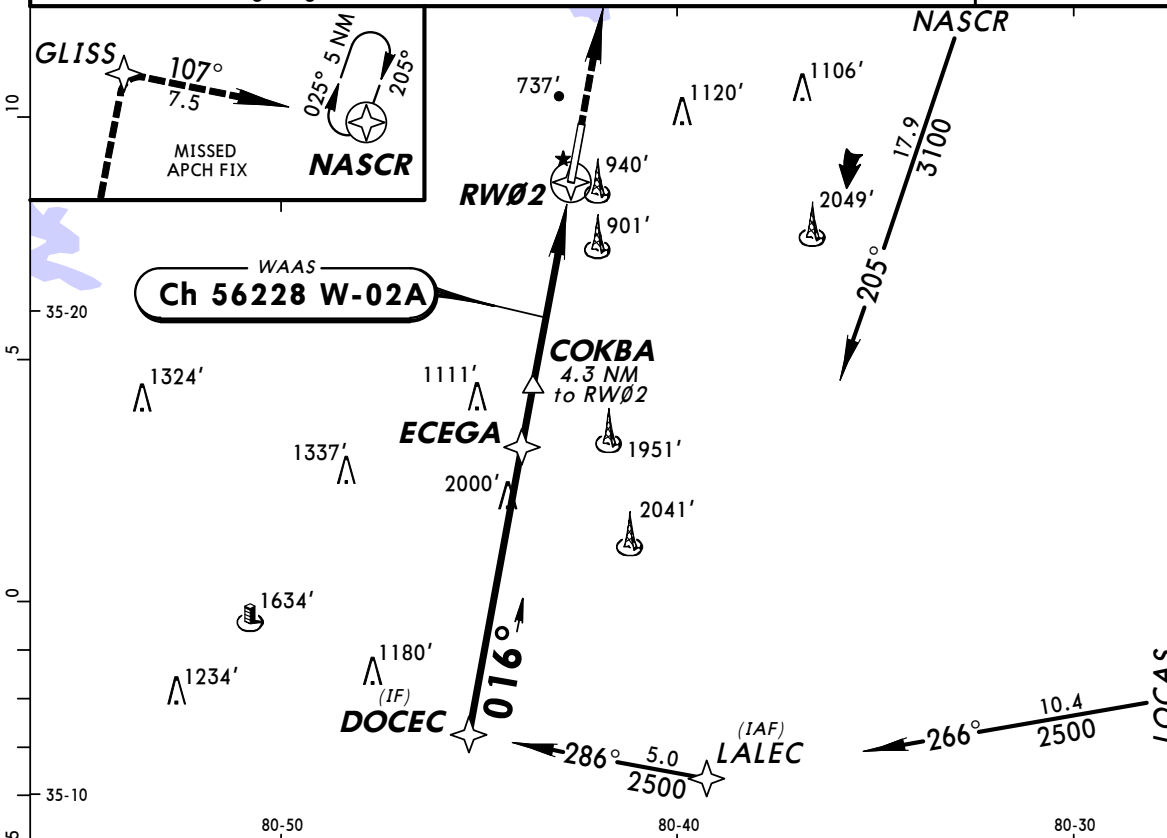 NASCR
GLISS
107°
7.5
025° 5 NM
205°
MISSED
APCH FIX
NASCR
10
737'
1120'
1106'
17.9
3100
RWØ2
940'
901'
2049'
205°
WAAS
Ch 56228 W-02A
35-20
5
COKBA
4.3 NM
to RWØ2
1324'
1111'
ECEGA
1951'
1337'
2000'
2041'
0
1634'
016°
1180'
1234'
(IF)
DOCEC
(IAF)
LALEC
286°
5.0
2500
266°
10.4
2500
LOCAS
35-10
5
80-50
80-40
80-30